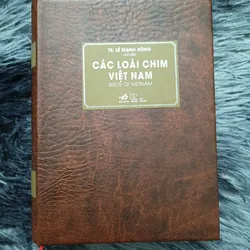 TS. LÊ MẠNH HÙNG
CÁC LOÀI CHIM
VIỆT NAM
BIRDS OF VIETNAM